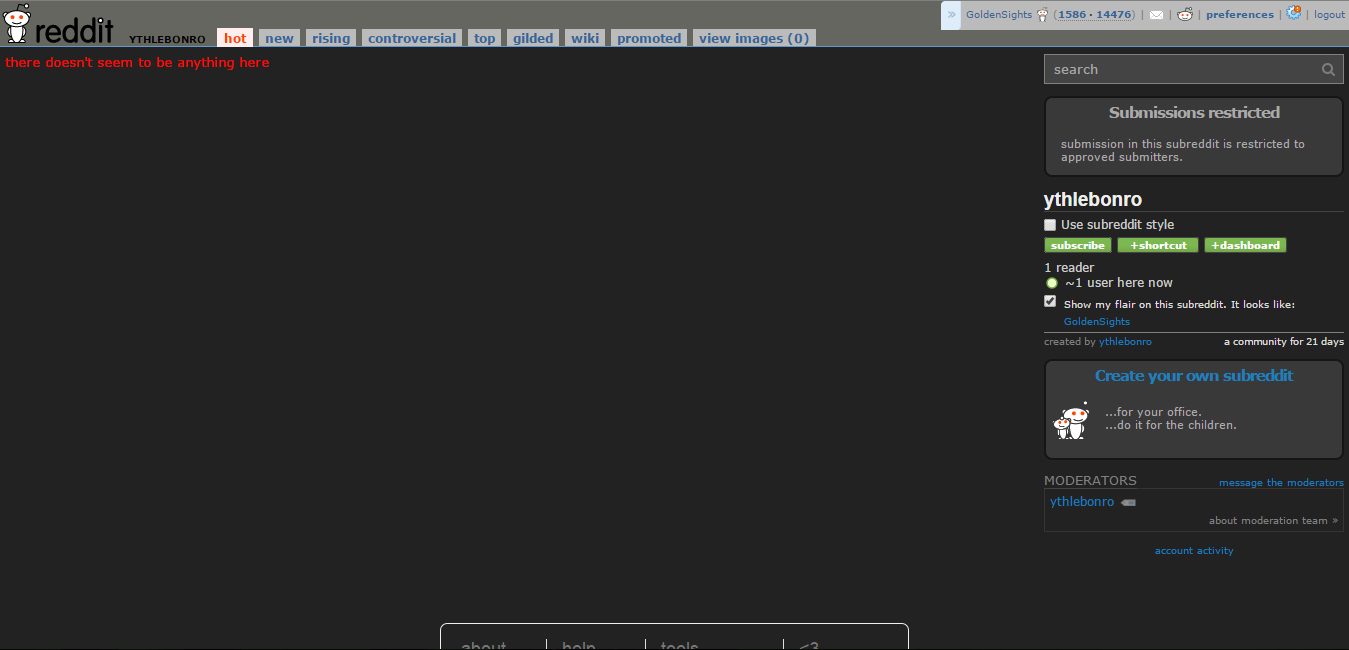 reddit YTHLEBONRO hot new rising controversial top gilded wiki promoted view images (0)
» GoldenSights (1586 · 14476) | | | preferences | | logout
there doesn't seem to be anything here
search
Submissions restricted
submission in this subreddit is restricted to
approved submitters.
ythlebonro
Use subreddit style
subscribe +shortcut +dashboard
1 reader
~1 user here now
Show my flair on this subreddit. It looks like:
GoldenSights
created by ythlebonro a community for 21 days
Create your own subreddit
...for your office.
...do it for the children.
MODERATORS message the moderators
ythlebonro
about moderation team »
account activity
about help tools <3